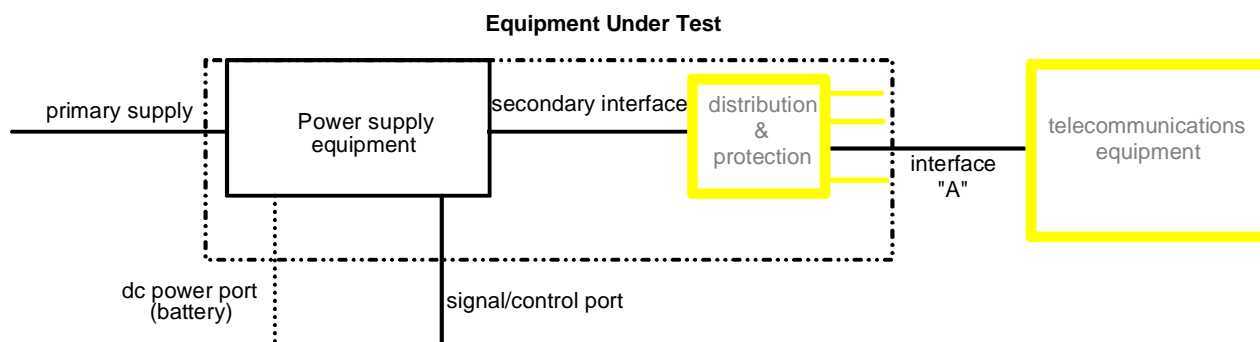 Equipment Under Test
primary supply
Power supply
equipment
secondary interface
distribution
&
protection
interface
"A"
telecommunications
equipment
dc power port
(battery)
signal/control port